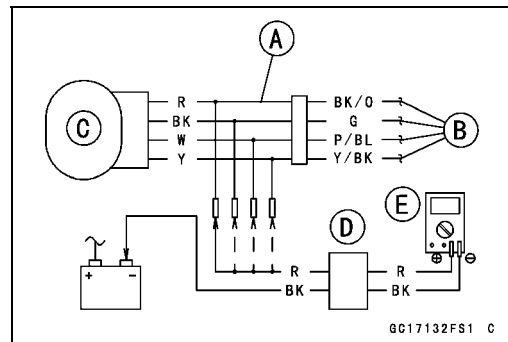 A
R BK/O
C BK G B
W P/BL
Y Y/BK
E
D
+ - R R ⊕ ⊖
BK BK
GC17132FS1 C